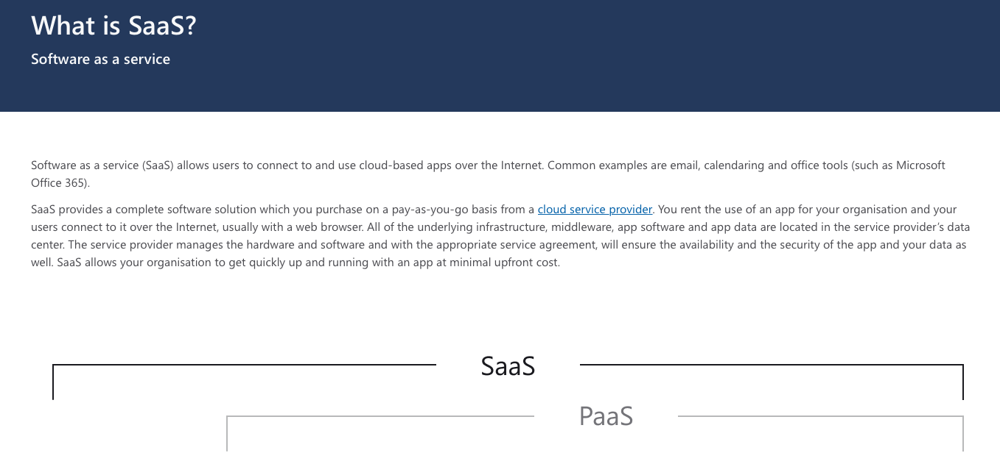 What is SaaS?
Software as a service
Software as a service (SaaS) allows users to connect to and use cloud-based apps over the Internet. Common examples are email, calendaring and office tools (such as Microsoft
Office 365).
SaaS provides a complete software solution which you purchase on a pay-as-you-go basis from a cloud service provider. You rent the use of an app for your organisation and your
users connect to it over the Internet, usually with a web browser. All of the underlying infrastructure, middleware, app software and app data are located in the service provider’s data
center. The service provider manages the hardware and software and with the appropriate service agreement, will ensure the availability and the security of the app and your data as
well. SaaS allows your organisation to get quickly up and running with an app at minimal upfront cost.
SaaS
PaaS